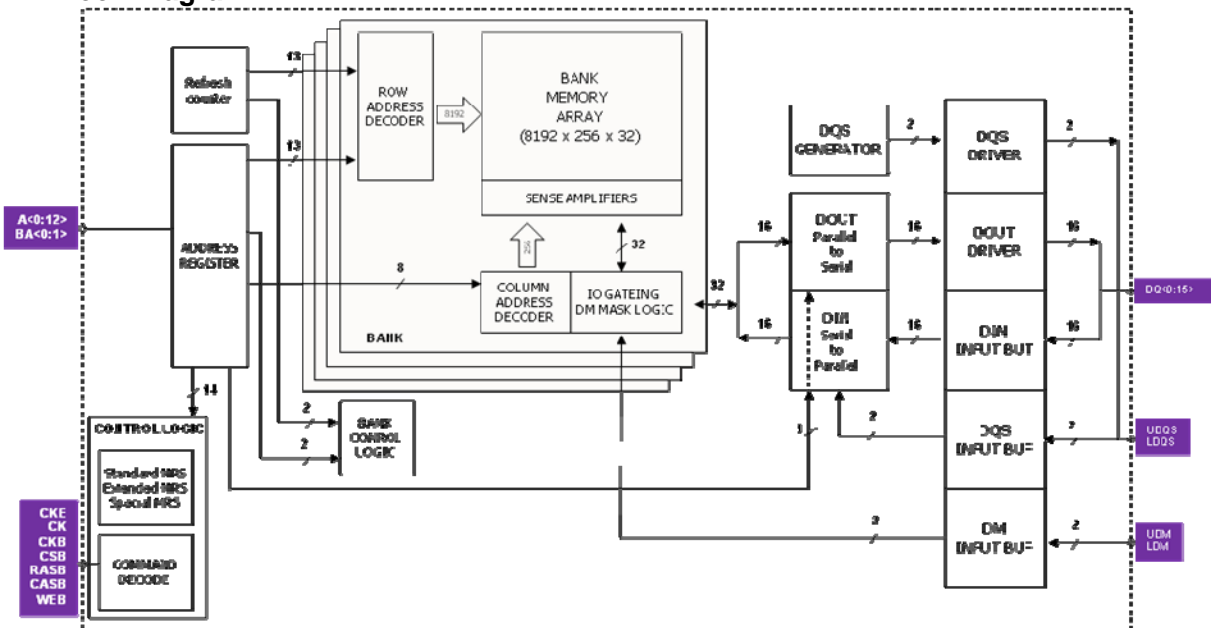 13
Refresh
counter
ROW
ADDRESS
DECODER
8192
BANK
MEMORY
ARRAY
(8192 x 256 x 32)
SENSE AMPLIFIERS
DQS
GENERATOR
2
DQS
DRIVER
2
13
A<0:12>
BA<0:1>
ADDRESS
REGISTER
8
256
32
COLUMN
ADDRESS
DECODER
IO GATEING
DM MASK LOGIC
BANK
32
16
DOUT
Parallel
to
Serial
16
DOUT
DRIVER
16
DQ<0:15>
16
DIN
Serial
to
Parallel
16
DIN
INPUT BUF
16
14
2
2
BANK
CONROL
LOGIC
1
2
DQS
INPUT BUF
2
UDQS
LDQS
CONTROL LOGIC
Standard MRS
Extended MRS
Special MRS
COMMAND
DECODE
CKE
CK
CKB
CSB
RASB
CASB
WEB
2
DM
INPUT BUF
2
UDM
LDM